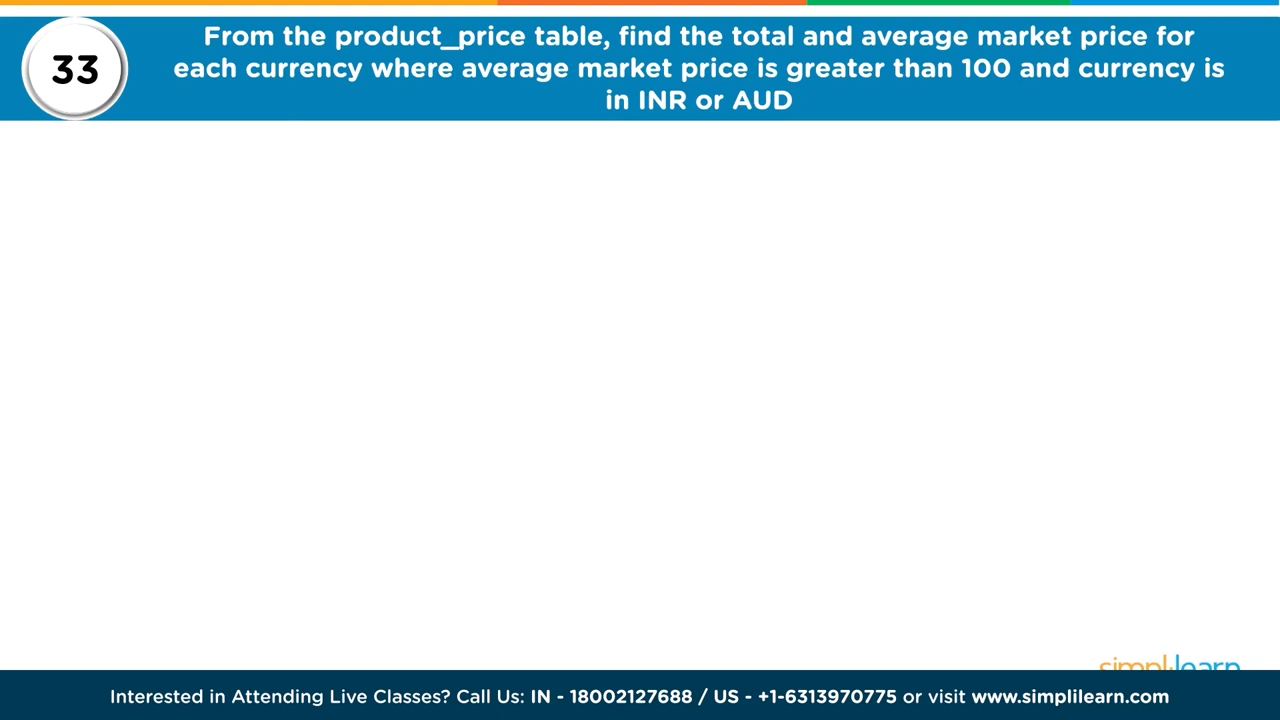 33
From the product_price table, find the total and average market price for
each currency where average market price is greater than 100 and currency is
in INR or AUD
simplilearn
Interested in Attending Live Classes? Call Us: IN - 18002127688 / US - +1-6313970775 or visit www.simplilearn.com